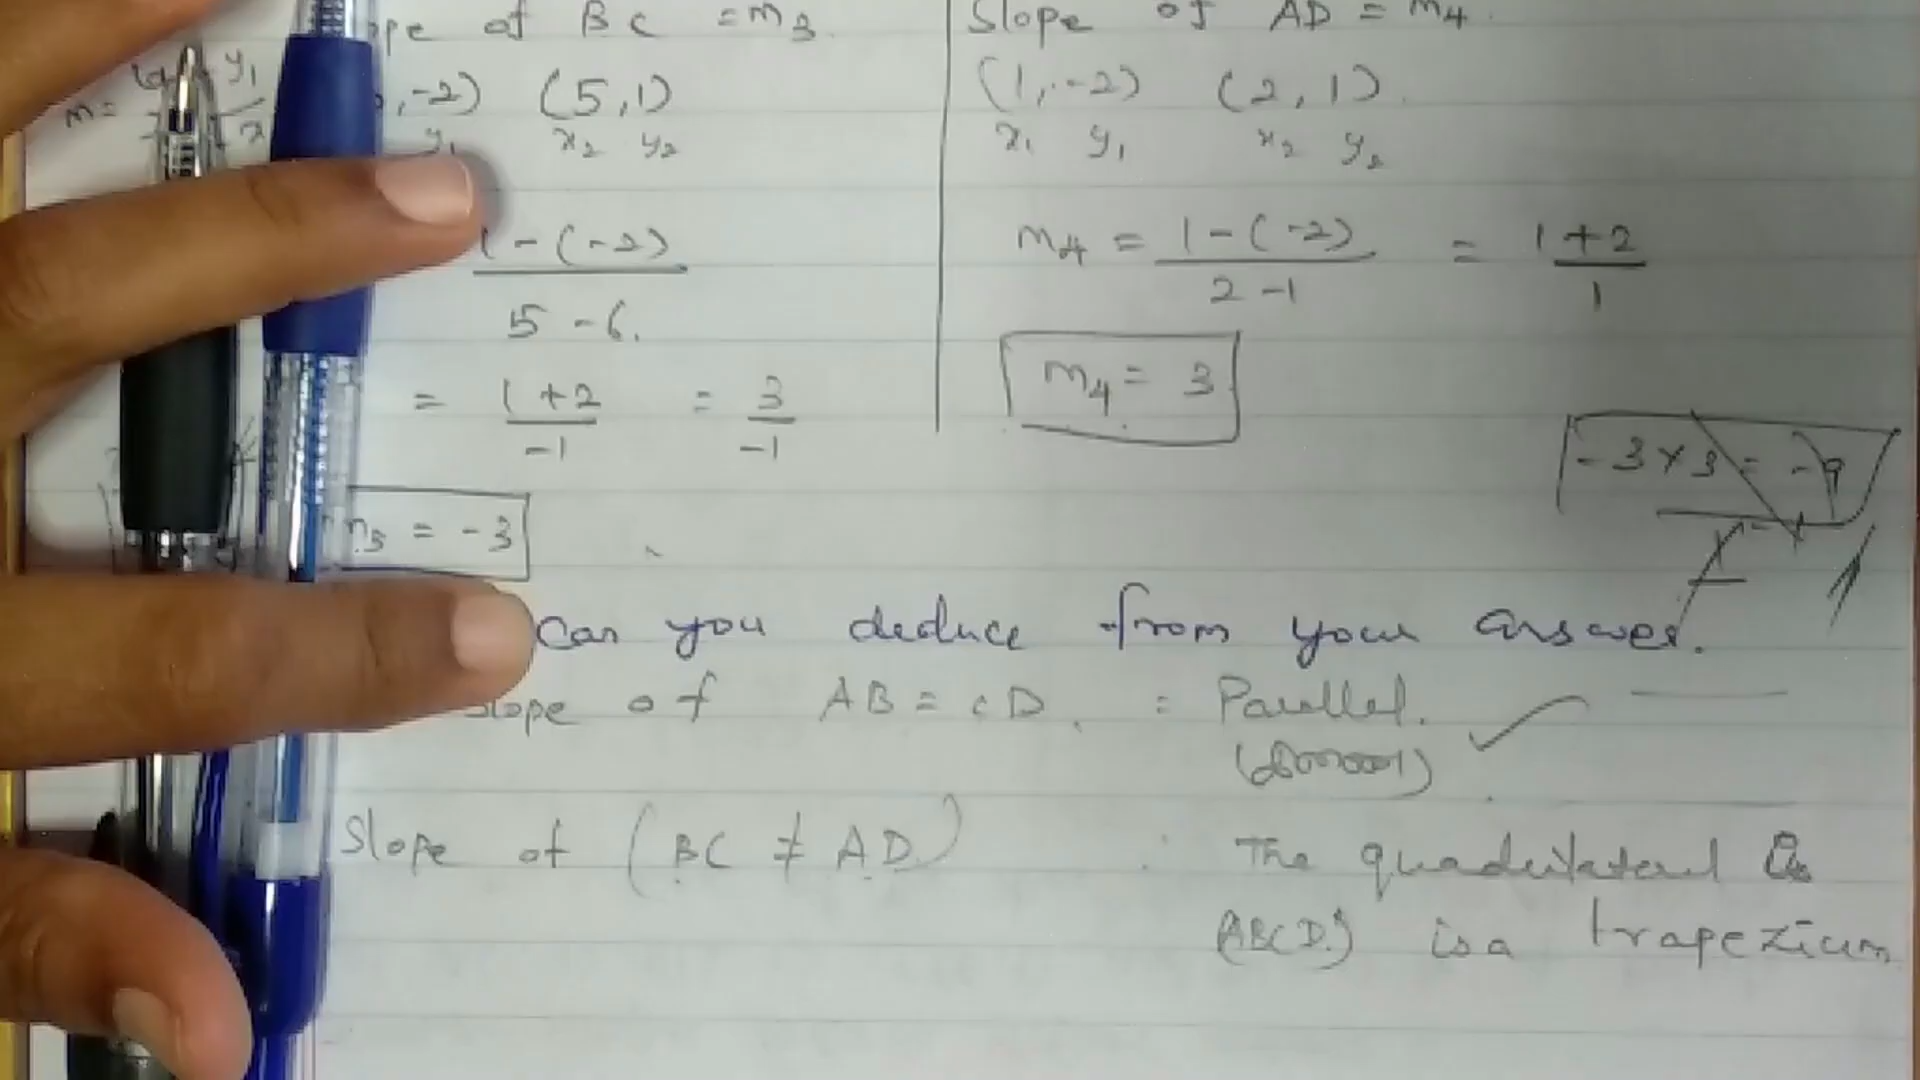 of BC = m3
m =
y1
, -2) (5, 1)
y1 x2 y2
1 - (-2)
5 - 6.
= 1 + 2 = 3
-1 -1
= -3
Slope of AD = m4.
(1, -2) (2, 1).
x1 y1 x2 y2
m4 = 1 - (-2) = 1 + 2
2 - 1 1
m4 = 3
-3 x 3 = -9
Can you deduce from your answer.
Slope of AB = CD. = Parallel.
Slope of (BC ≠ AD)
∴ The quadrilateral
(ABCD) is a trapezium